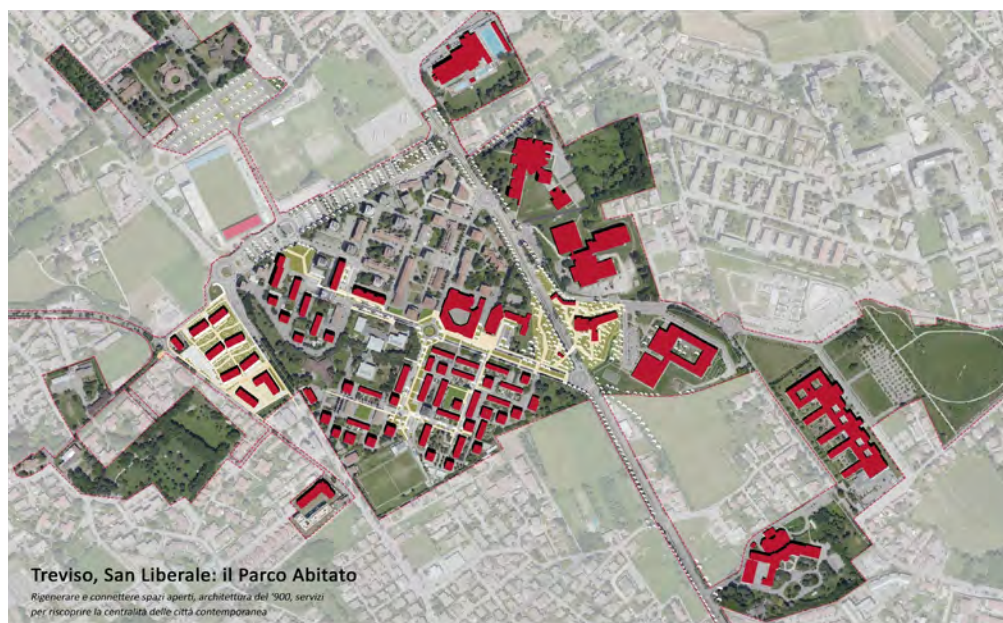 Treviso, San Liberale: il Parco Abitato
Rigenerare e connettere spazi aperti, architettura del '900, servizi
per riscoprire la centralità delle città contemporanea